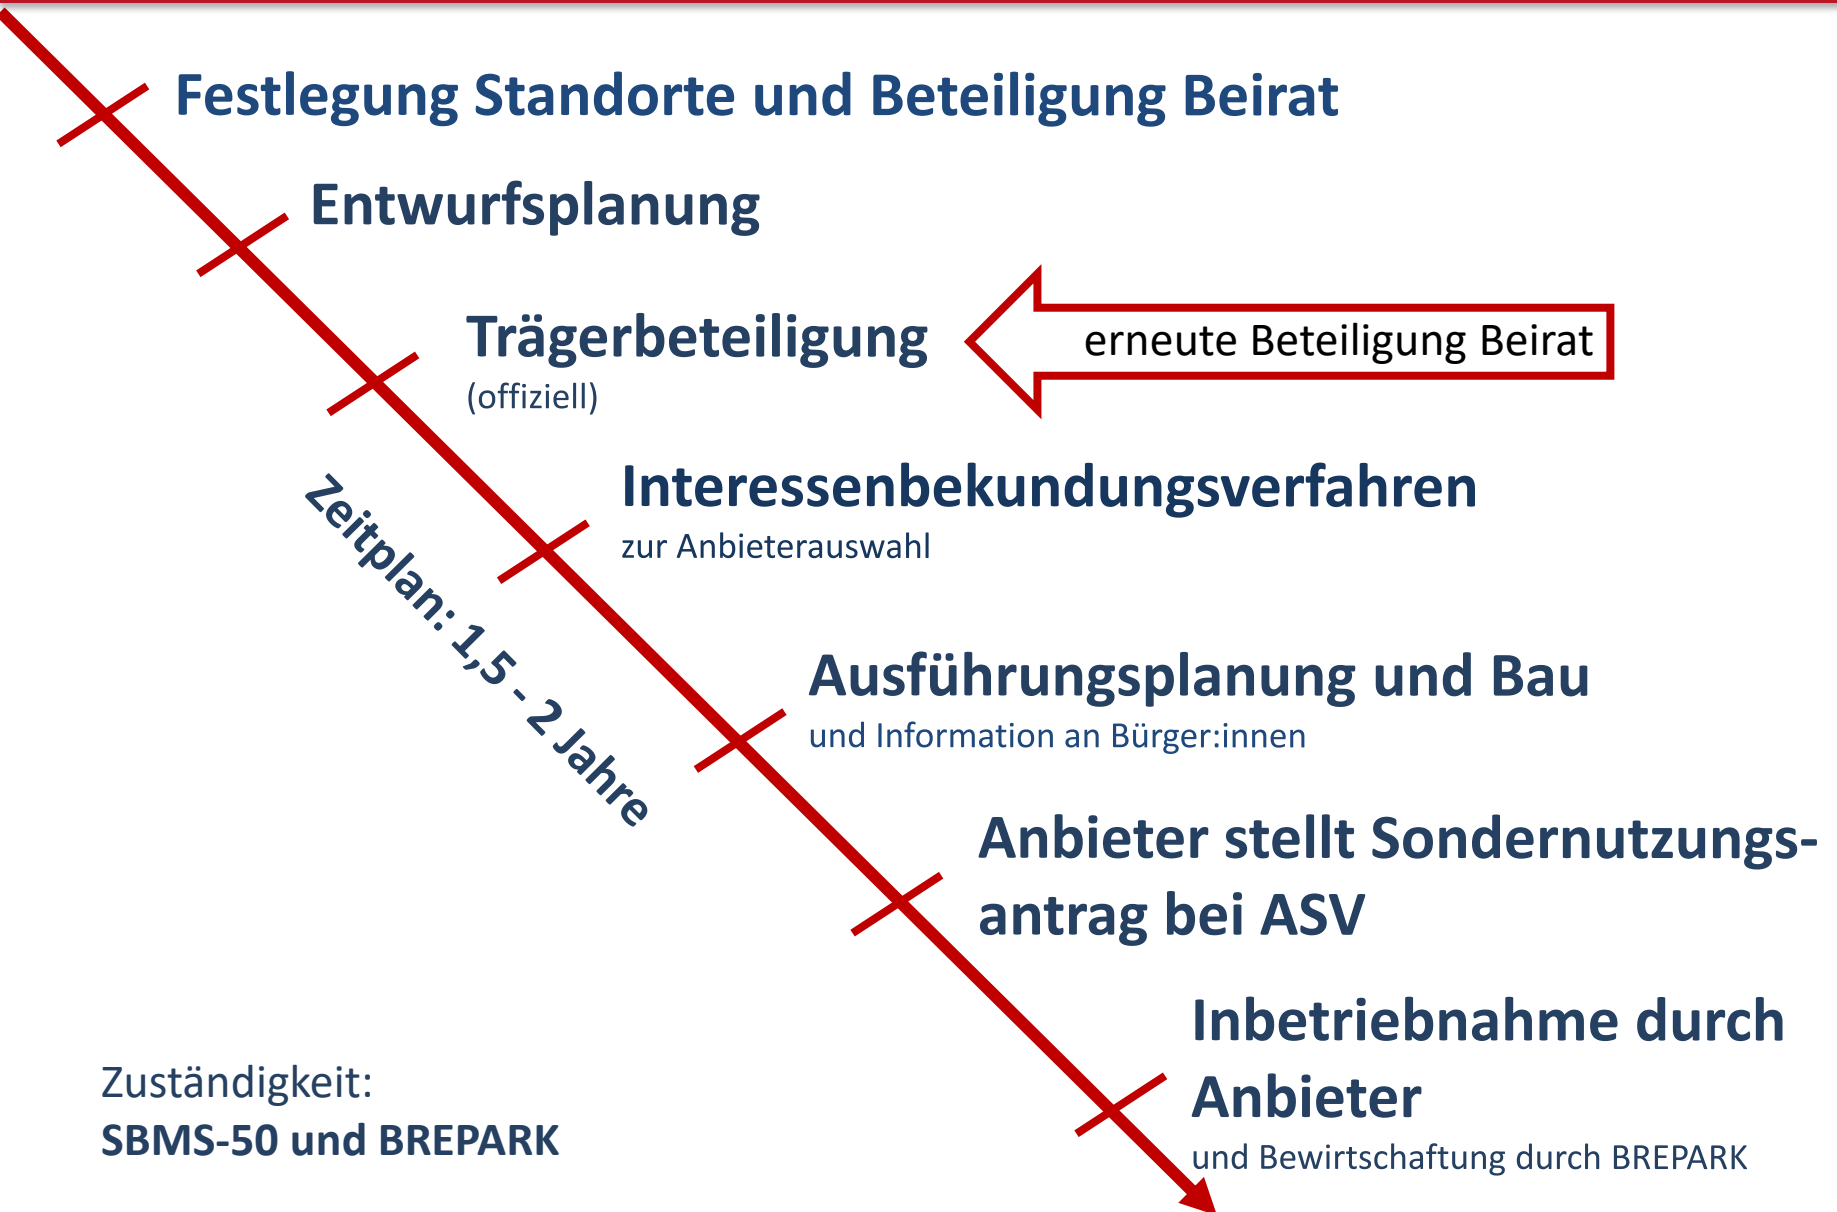 Festlegung Standorte und Beteiligung Beirat
Entwurfsplanung
Trägerbeteiligung
(offiziell)
erneute Beteiligung Beirat
Interessenbekundungsverfahren
zur Anbieterauswahl
Zeitplan: 1,5 - 2 Jahre
Ausführungsplanung und Bau
und Information an Bürger:innen
Anbieter stellt Sondernutzungs-
antrag bei ASV
Inbetriebnahme durch
Anbieter
und Bewirtschaftung durch BREPARK
Zuständigkeit:
SBMS-50 und BREPARK